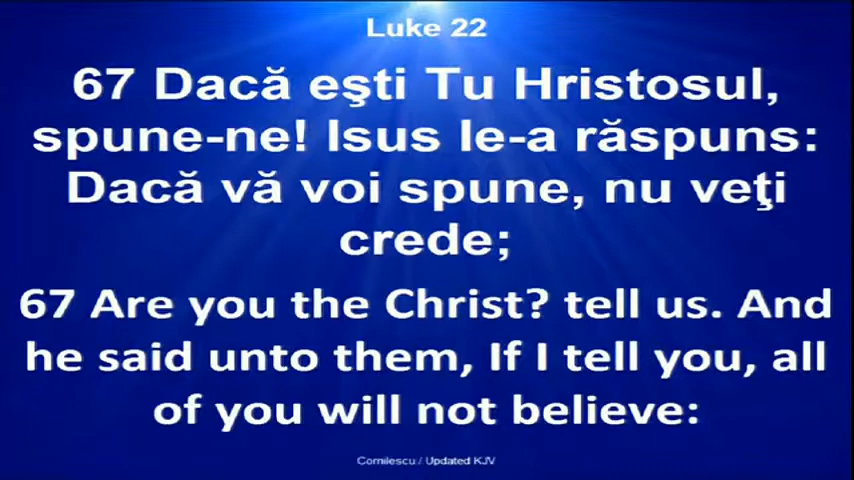 Luke 22
67 Dacă eşti Tu Hristosul,
spune-ne! Isus le-a răspuns:
Dacă vă voi spune, nu veţi
crede;
67 Are you the Christ? tell us. And
he said unto them, If I tell you, all
of you will not believe:
Cornilescu / Updated KJV